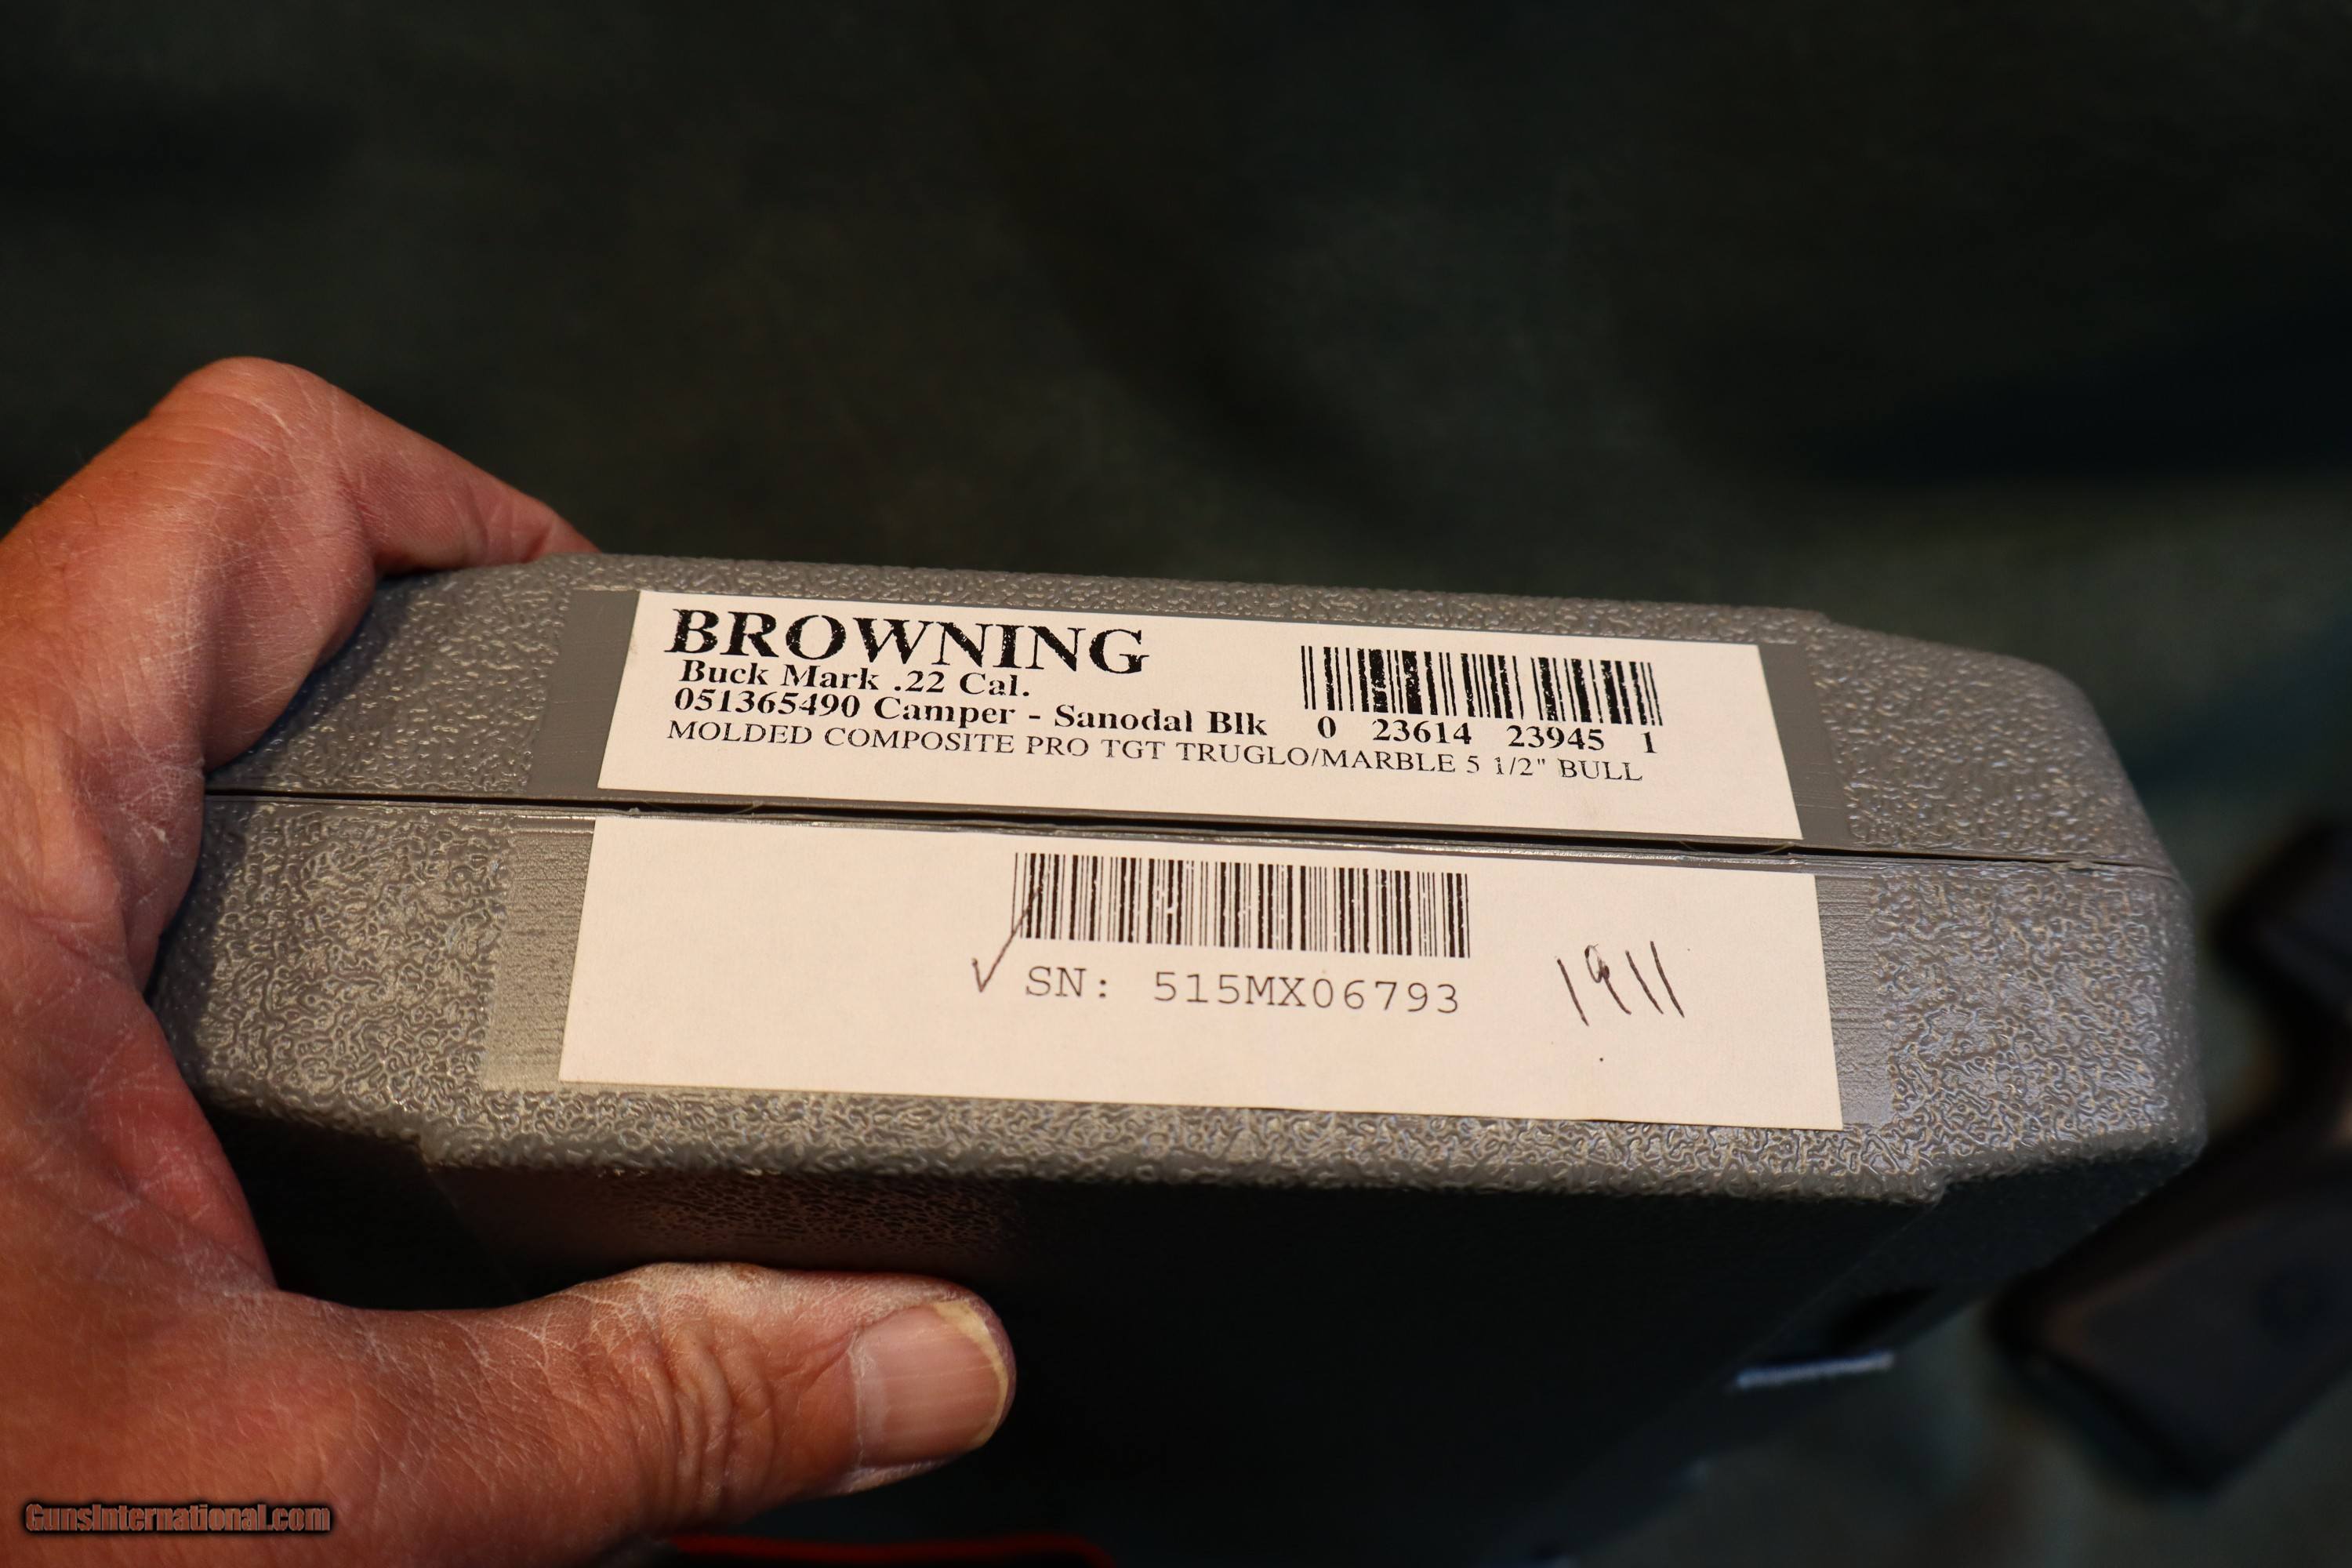 BROWNING
Buck Mark .22 Cal.
051365490 Camper - Sanodal Blk
MOLDED COMPOSITE PRO TGT TRUGLO/MARBLE 5 1/2" BULL
0 23614 23945 1
✓ SN: 515MX06793
1911
GunsInternational.com